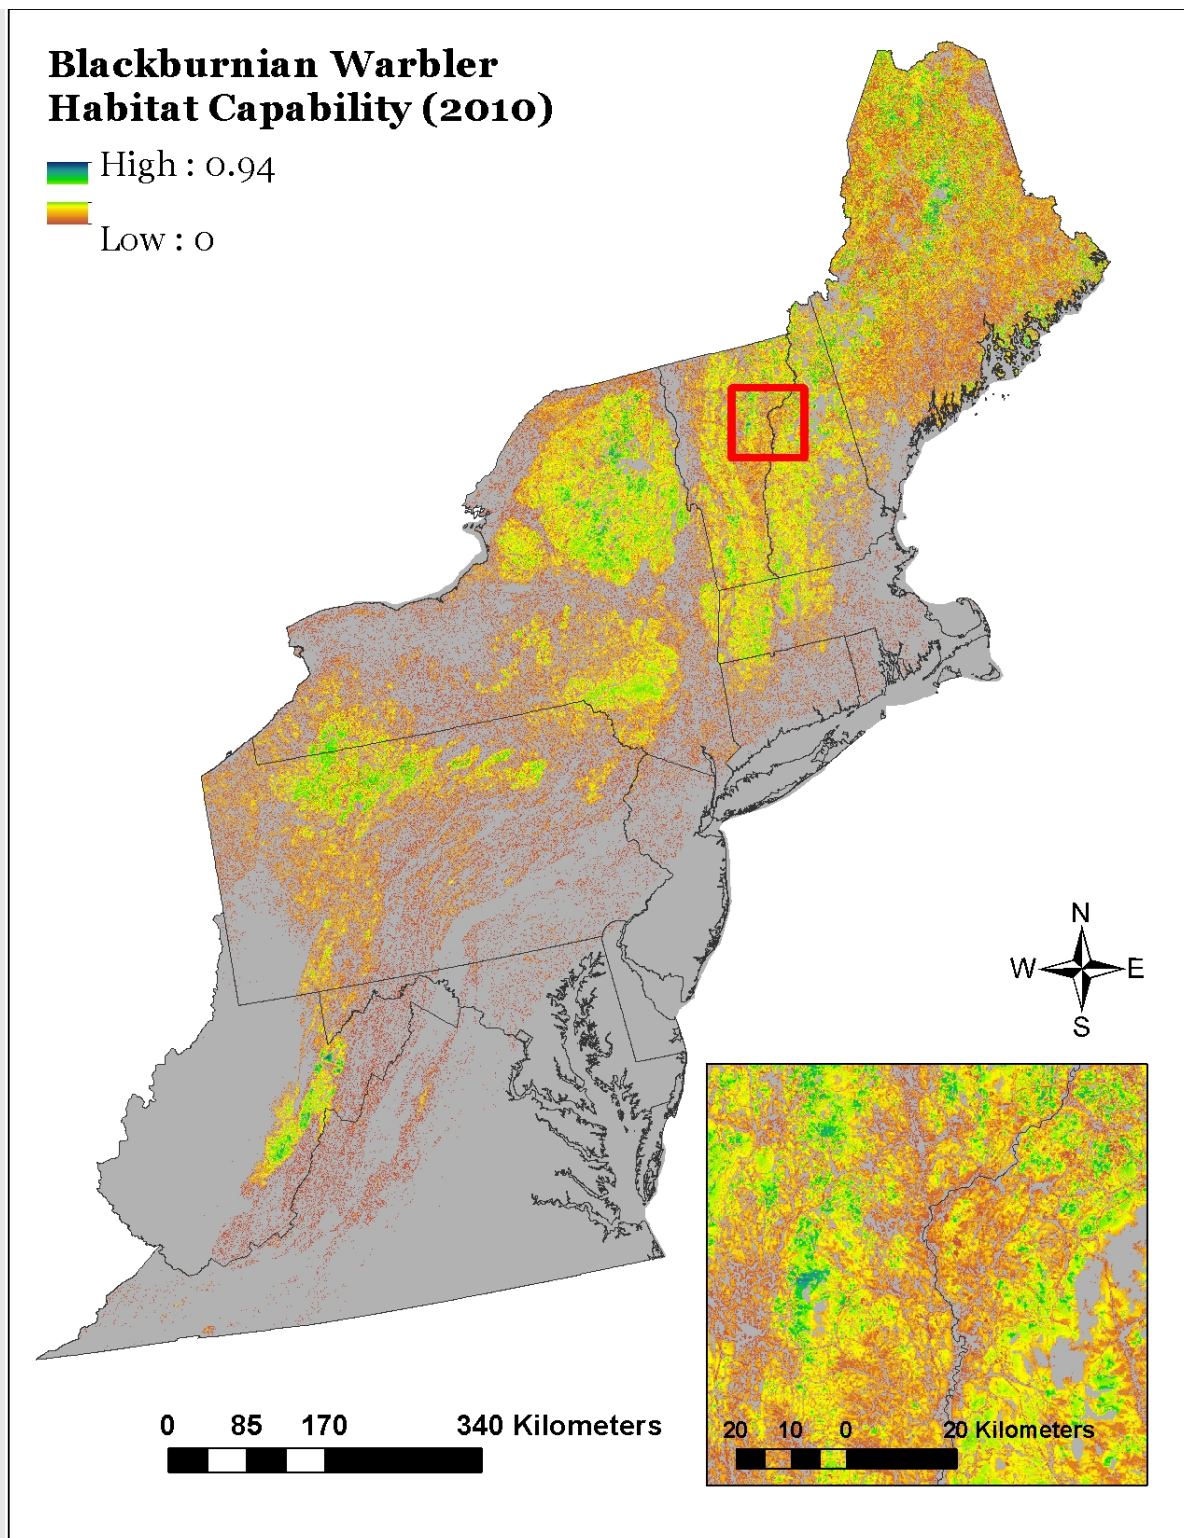 Blackburnian Warbler
Habitat Capability (2010)
High : 0.94
Low : 0
N
W E
S
0 85 170 340 Kilometers
20 10 0 20 Kilometers